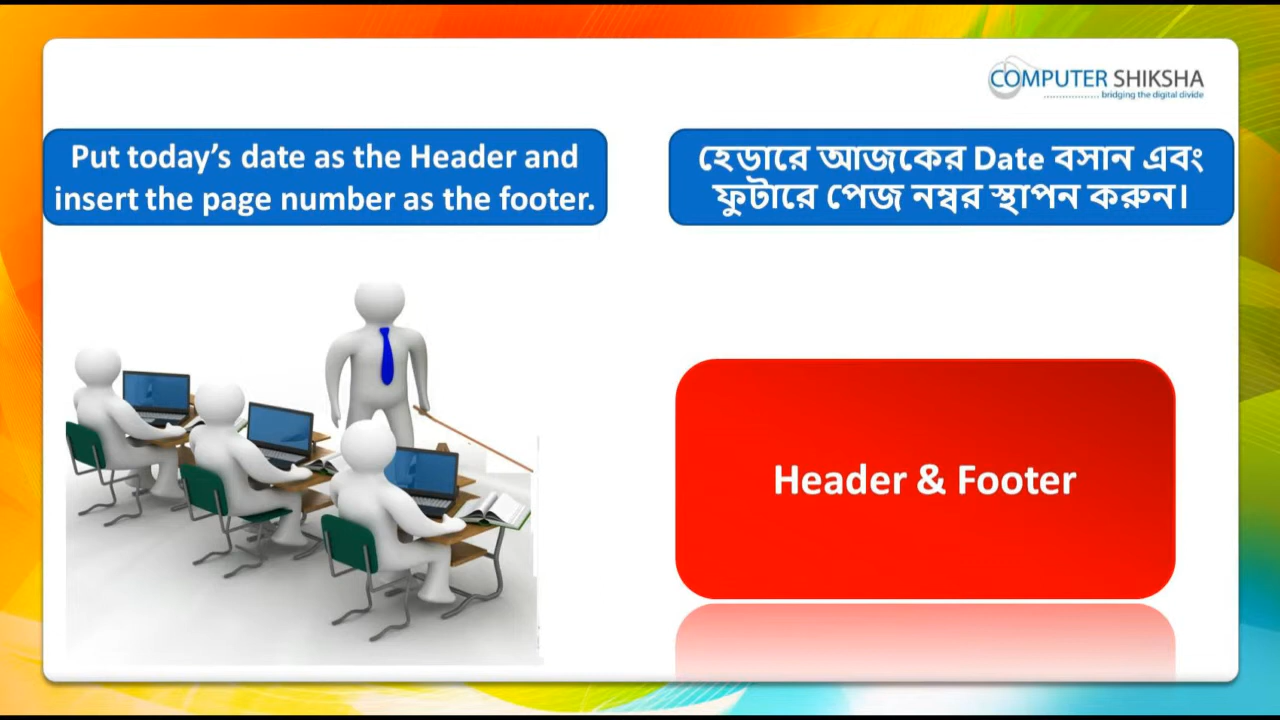 COMPUTER SHIKSHA
bridging the digital divide
Put today's date as the Header and
insert the page number as the footer.
হেডারে আজকের Date বসান এবং
ফুটারে পেজ নম্বর স্থাপন করুন।
Header & Footer